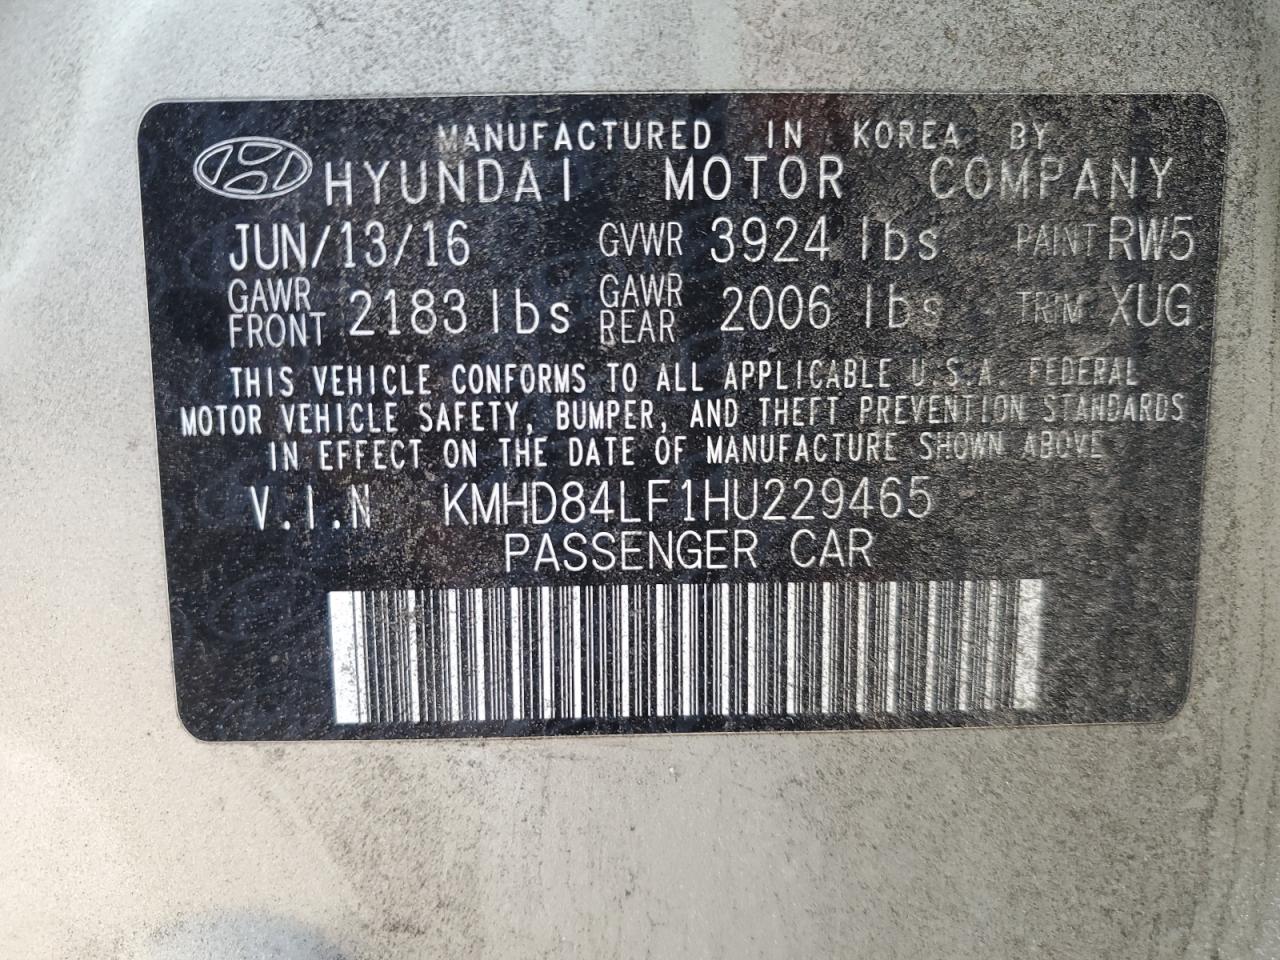 MANUFACTURED IN KOREA BY
HYUNDAI MOTOR COMPANY
JUN/13/16 GVWR 3924 lbs PAINT RW5
GAWR FRONT 2183 lbs GAWR REAR 2006 lbs TRIM XUG
THIS VEHICLE CONFORMS TO ALL APPLICABLE U.S.A. FEDERAL
MOTOR VEHICLE SAFETY, BUMPER, AND THEFT PREVENTION STANDARDS
IN EFFECT ON THE DATE OF MANUFACTURE SHOWN ABOVE
V.I.N KMHD84LF1HU229465
PASSENGER CAR